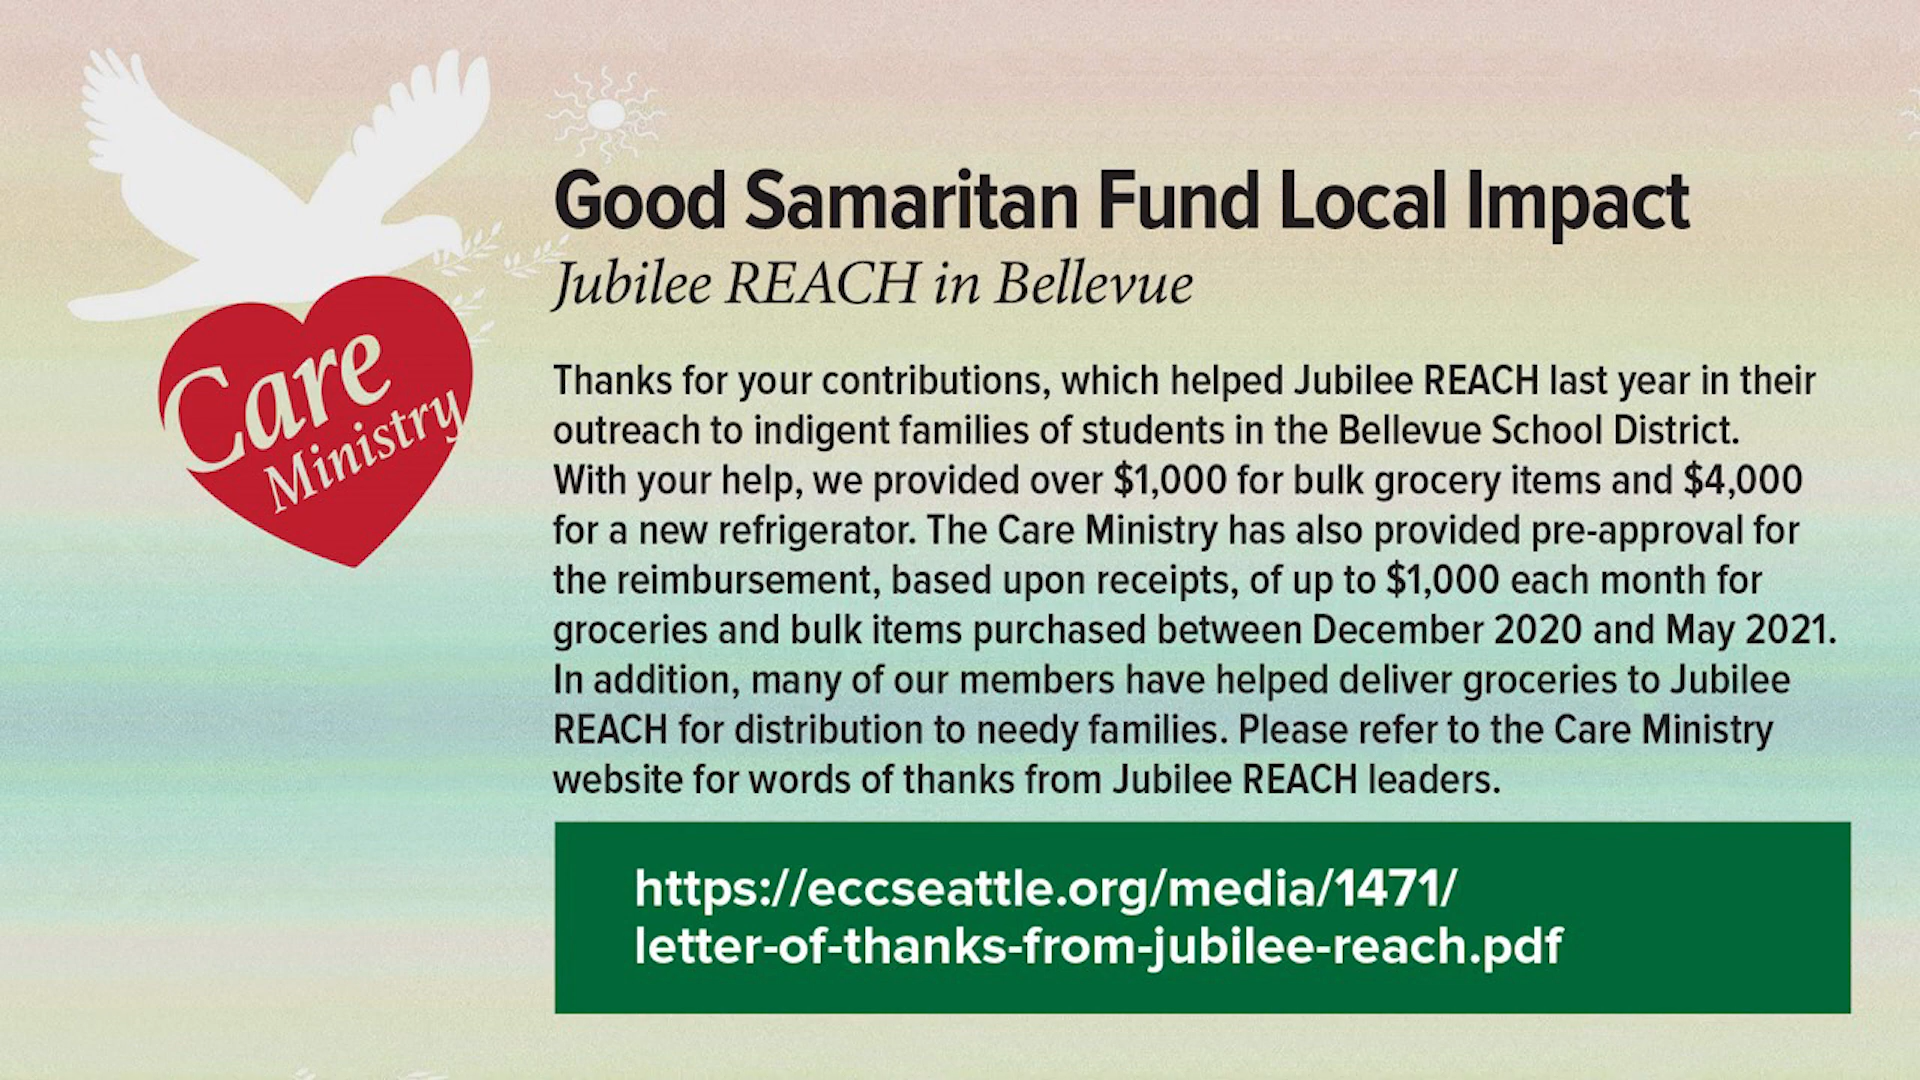 Care
Ministry
Good Samaritan Fund Local Impact
Jubilee REACH in Bellevue
Thanks for your contributions, which helped Jubilee REACH last year in their
outreach to indigent families of students in the Bellevue School District.
With your help, we provided over $1,000 for bulk grocery items and $4,000
for a new refrigerator. The Care Ministry has also provided pre-approval for
the reimbursement, based upon receipts, of up to $1,000 each month for
groceries and bulk items purchased between December 2020 and May 2021.
In addition, many of our members have helped deliver groceries to Jubilee
REACH for distribution to needy families. Please refer to the Care Ministry
website for words of thanks from Jubilee REACH leaders.
https://eccseattle.org/media/1471/
letter-of-thanks-from-jubilee-reach.pdf